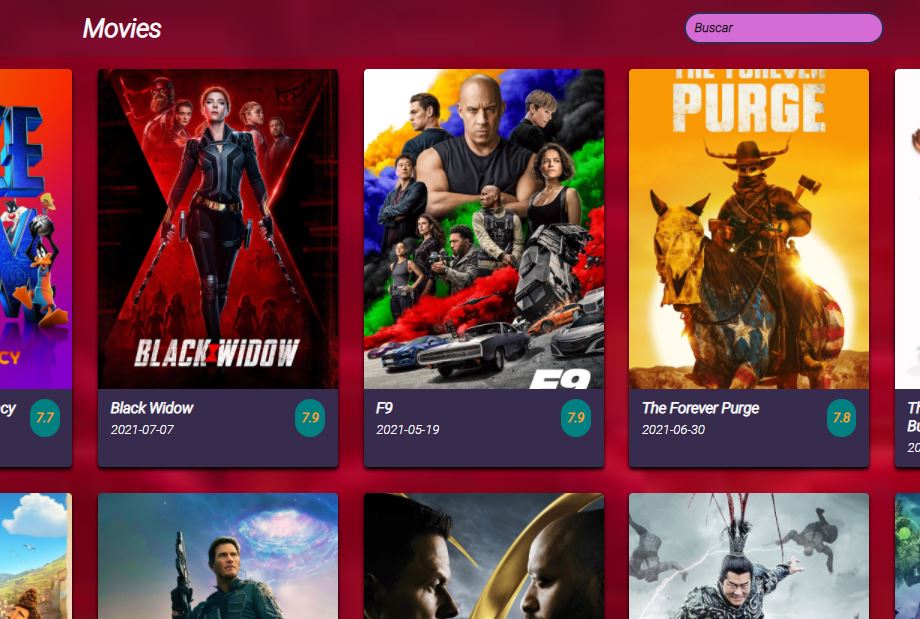 Movies
Buscar
E
CY
BLACK WIDOW
F9
THE FOREVER
PURGE
cy
7.7
Black Widow
7.9
2021-07-07
F9
7.9
2021-05-19
The Forever Purge
7.8
2021-06-30
Th
Bu
20